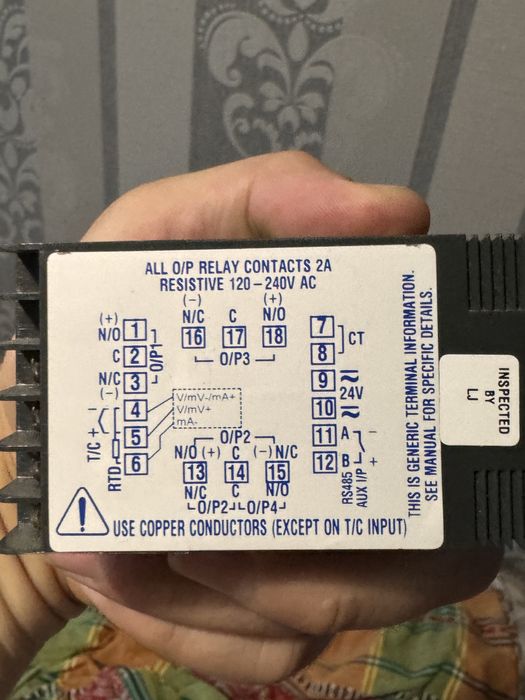 ALL O/P RELAY CONTACTS 2A
RESISTIVE 120-240V AC
(-) (+)
N/C C N/O
16 17 18
O/P3
(+)
N/O 1
C 2
N/C 3
(-)
O/P1
4
5
6
T/C + -
RTD
V/mV-/mA+
V/mV+
mA-
7
8
CT
9
10
24V
11 A -
12 B +
RS485
AUX I/P
O/P2
N/O (+) C (-) N/C
13 14 15
N/C C N/O
O/P2 O/P4
! USE COPPER CONDUCTORS (EXCEPT ON T/C INPUT)
THIS IS GENERIC TERMINAL INFORMATION.
SEE MANUAL FOR SPECIFIC DETAILS.
INSPECTED
BY
LJ